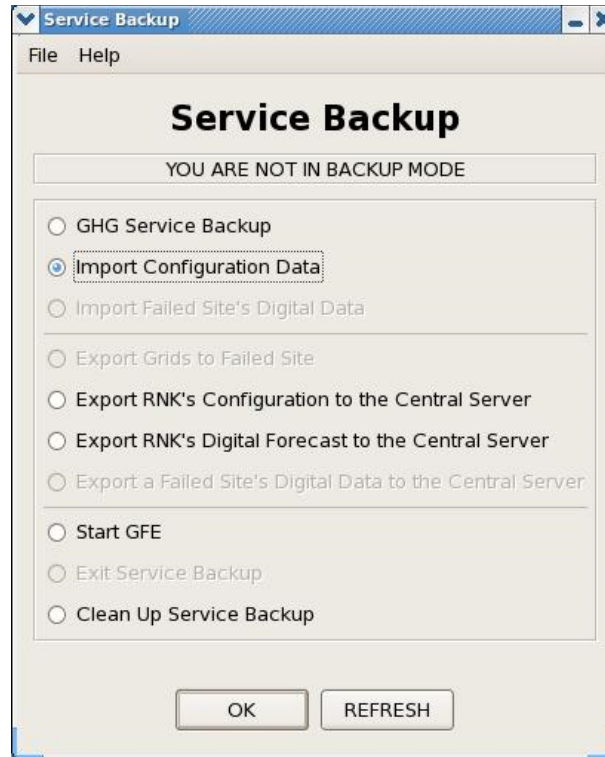 Service Backup
File Help
Service Backup
YOU ARE NOT IN BACKUP MODE
GHG Service Backup
Import Configuration Data
Import Failed Site's Digital Data
Export Grids to Failed Site
Export RNK's Configuration to the Central Server
Export RNK's Digital Forecast to the Central Server
Export a Failed Site's Digital Data to the Central Server
Start GFE
Exit Service Backup
Clean Up Service Backup
OK REFRESH